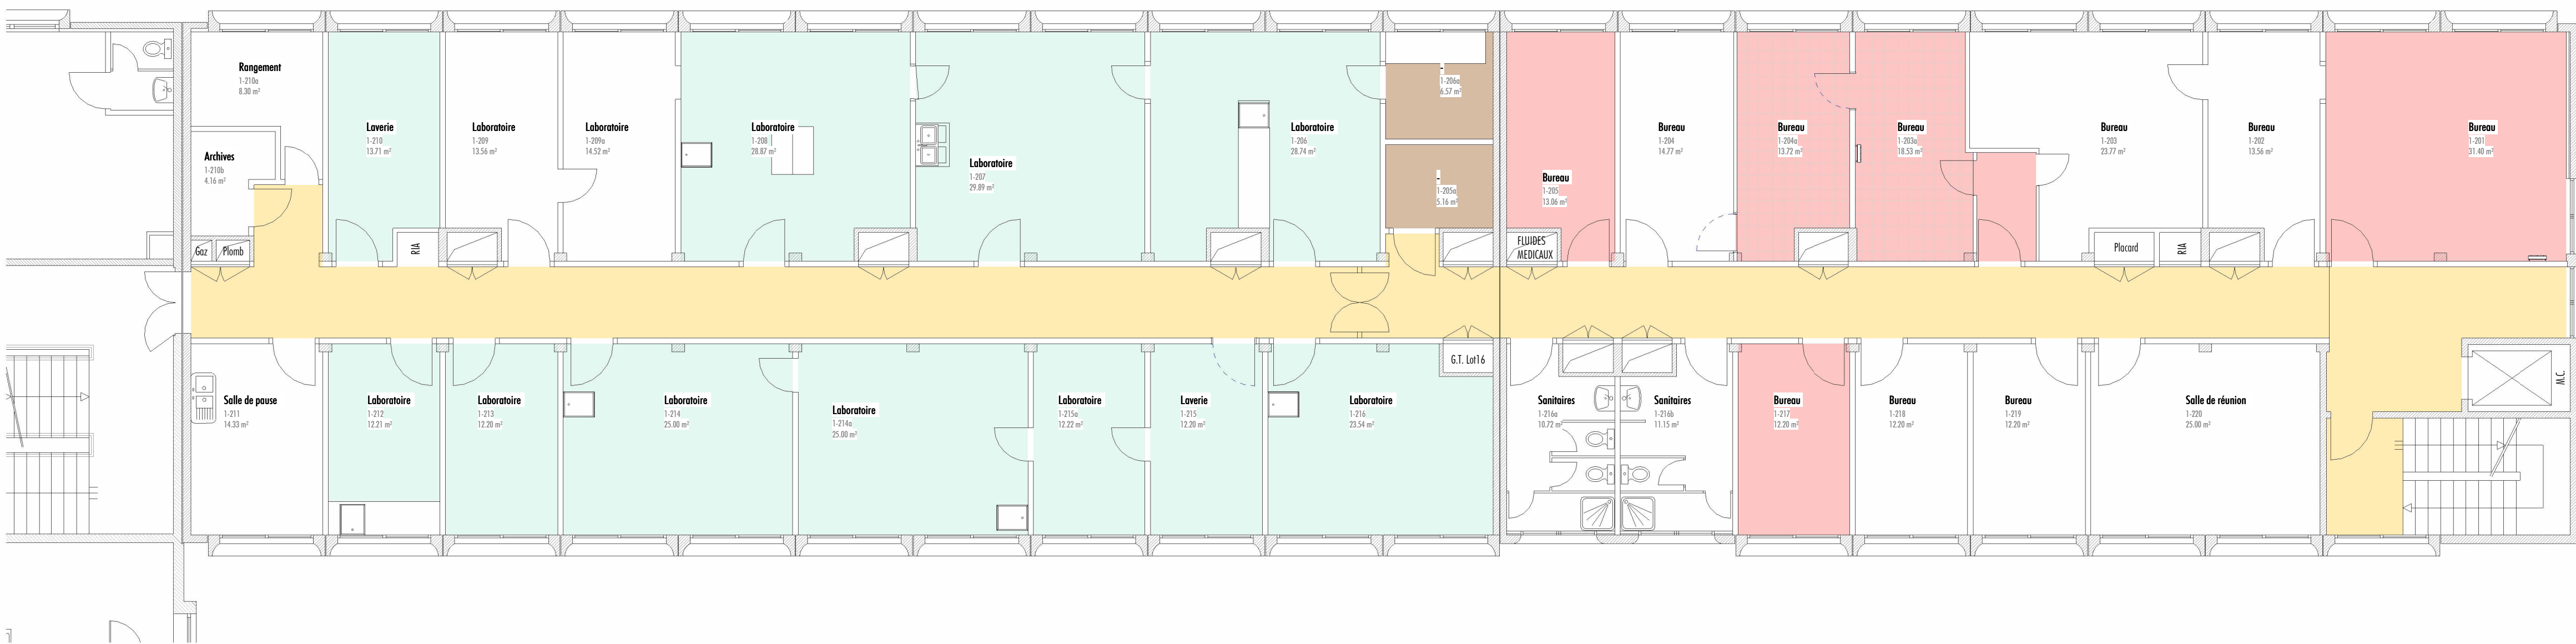 Rangement
1-210a
8.30 m²
Archives
1-210b
4.16 m²
Gaz
Plomb
Laverie
1-210
13.71 m²
RIA
Laboratoire
1-209
13.56 m²
Laboratoire
1-209a
14.52 m²
Laboratoire
1-208
28.87 m²
Laboratoire
1-207
29.89 m²
Laboratoire
1-206
28.74 m²
-
1-206a
6.57 m²
-
1-205a
5.16 m²
Bureau
1-205
13.06 m²
FLUIDES
MEDICAUX
Bureau
1-204
14.77 m²
Bureau
1-204a
13.72 m²
Bureau
1-203a
18.53 m²
Bureau
1-203
23.77 m²
Placard
RIA
Bureau
1-202
13.56 m²
Bureau
1-201
31.40 m²
Salle de pause
1-211
14.33 m²
Laboratoire
1-212
12.21 m²
Laboratoire
1-213
12.20 m²
Laboratoire
1-214
25.00 m²
Laboratoire
1-214a
25.00 m²
Laboratoire
1-215a
12.22 m²
Laverie
1-215
12.20 m²
Laboratoire
1-216
23.54 m²
G.T. Lot16
Sanitaires
1-216a
10.72 m²
Sanitaires
1-216b
11.15 m²
Bureau
1-217
12.20 m²
Bureau
1-218
12.20 m²
Bureau
1-219
12.20 m²
Salle de réunion
1-220
25.00 m²
M.C.